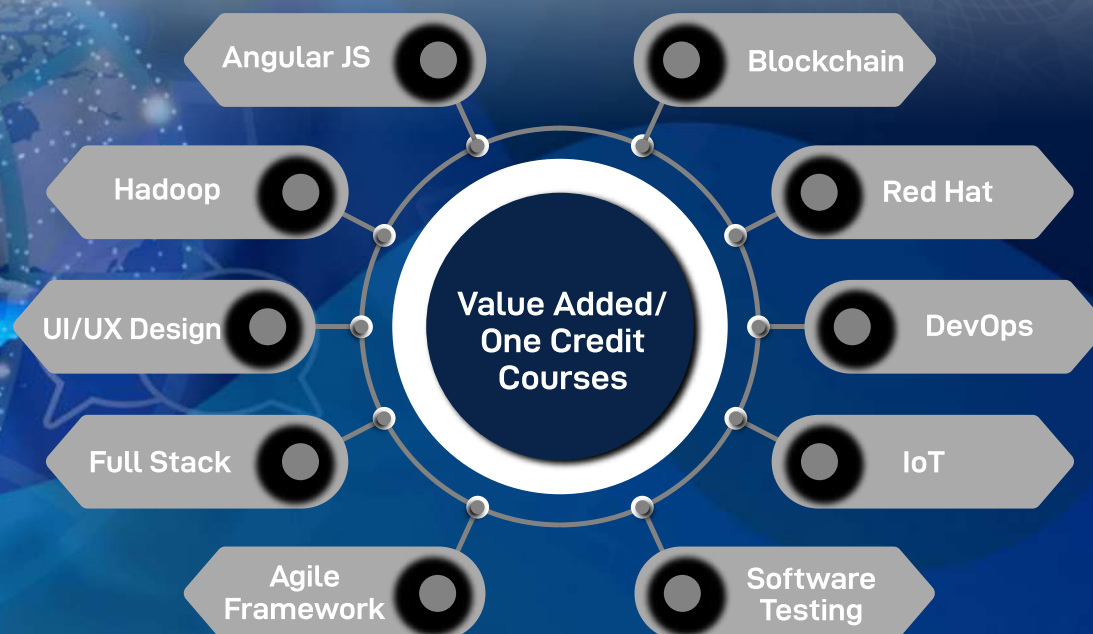 Angular JS
Blockchain
Hadoop
Red Hat
Value Added/
One Credit
Courses
UI/UX Design
DevOps
Full Stack
IoT
Agile
Framework
Software
Testing